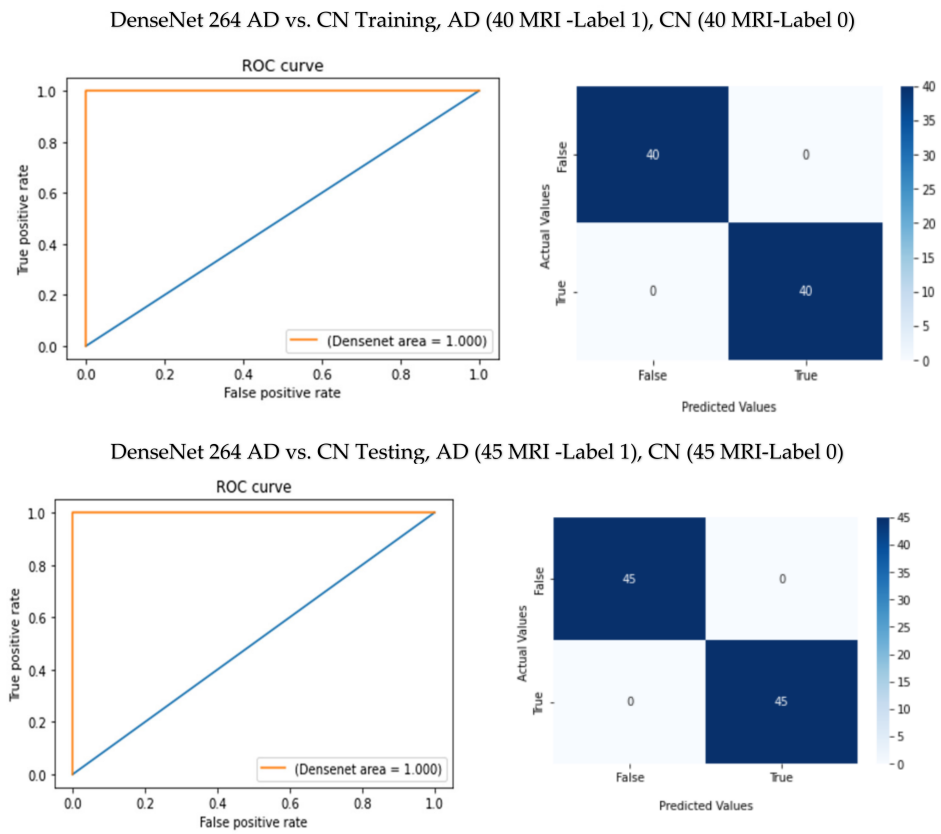 DenseNet 264 AD vs. CN Training, AD (40 MRI -Label 1), CN (40 MRI-Label 0)
ROC curve
True positive rate
1.0
0.8
0.6
0.4
0.2
0.0
0.0 0.2 0.4 0.6 0.8 1.0
False positive rate
(Densenet area = 1.000)
Actual Values
False
True
40 0
0 40
False True
Predicted Values
40
35
30
25
20
15
10
5
0
DenseNet 264 AD vs. CN Testing, AD (45 MRI -Label 1), CN (45 MRI-Label 0)
ROC curve
True positive rate
1.0
0.8
0.6
0.4
0.2
0.0
0.0 0.2 0.4 0.6 0.8 1.0
False positive rate
(Densenet area = 1.000)
Actual Values
False
True
45 0
0 45
False True
Predicted Values
45
40
35
30
25
20
15
10
5
0